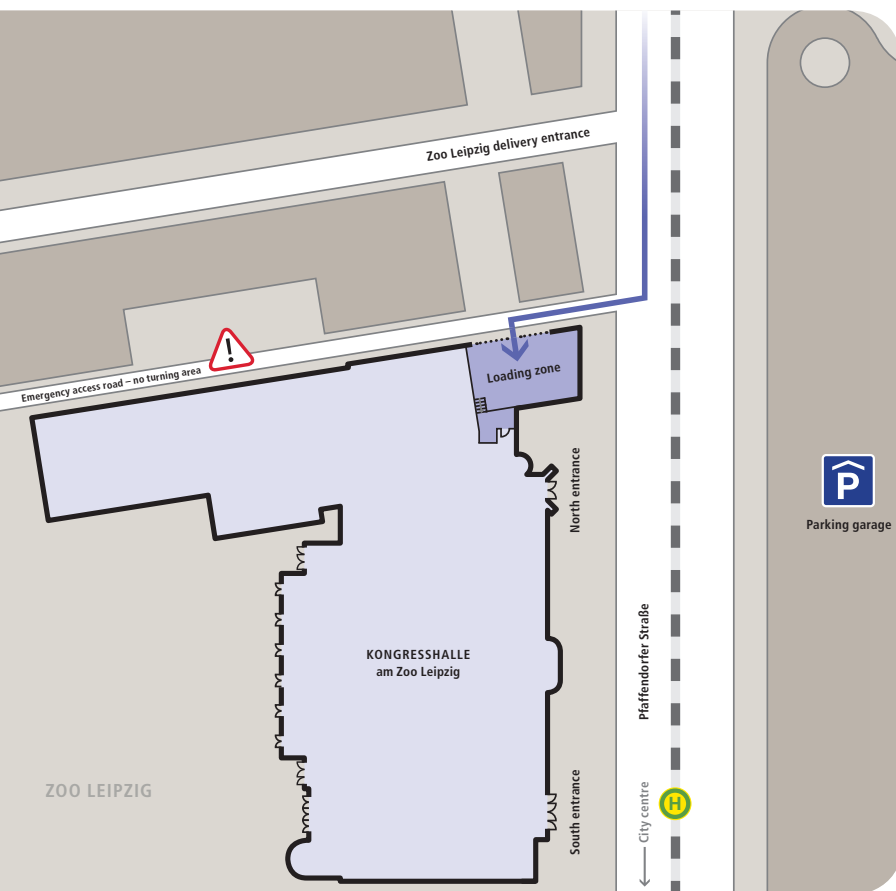 Zoo Leipzig delivery entrance
!
Emergency access road – no turning area
Loading zone
North entrance
P
Parking garage
Pfaffendorfer Straße
KONGRESSHALLE
am Zoo Leipzig
ZOO LEIPZIG
South entrance
City centre
H